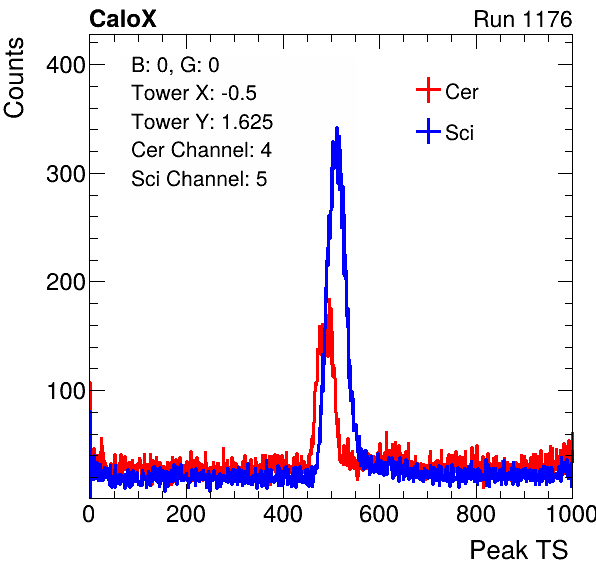 CaloX
Run 1176
Counts
400
300
200
100
B: 0, G: 0
Tower X: -0.5
Tower Y: 1.625
Cer Channel: 4
Sci Channel: 5
Cer
Sci
0 200 400 600 800 1000
Peak TS